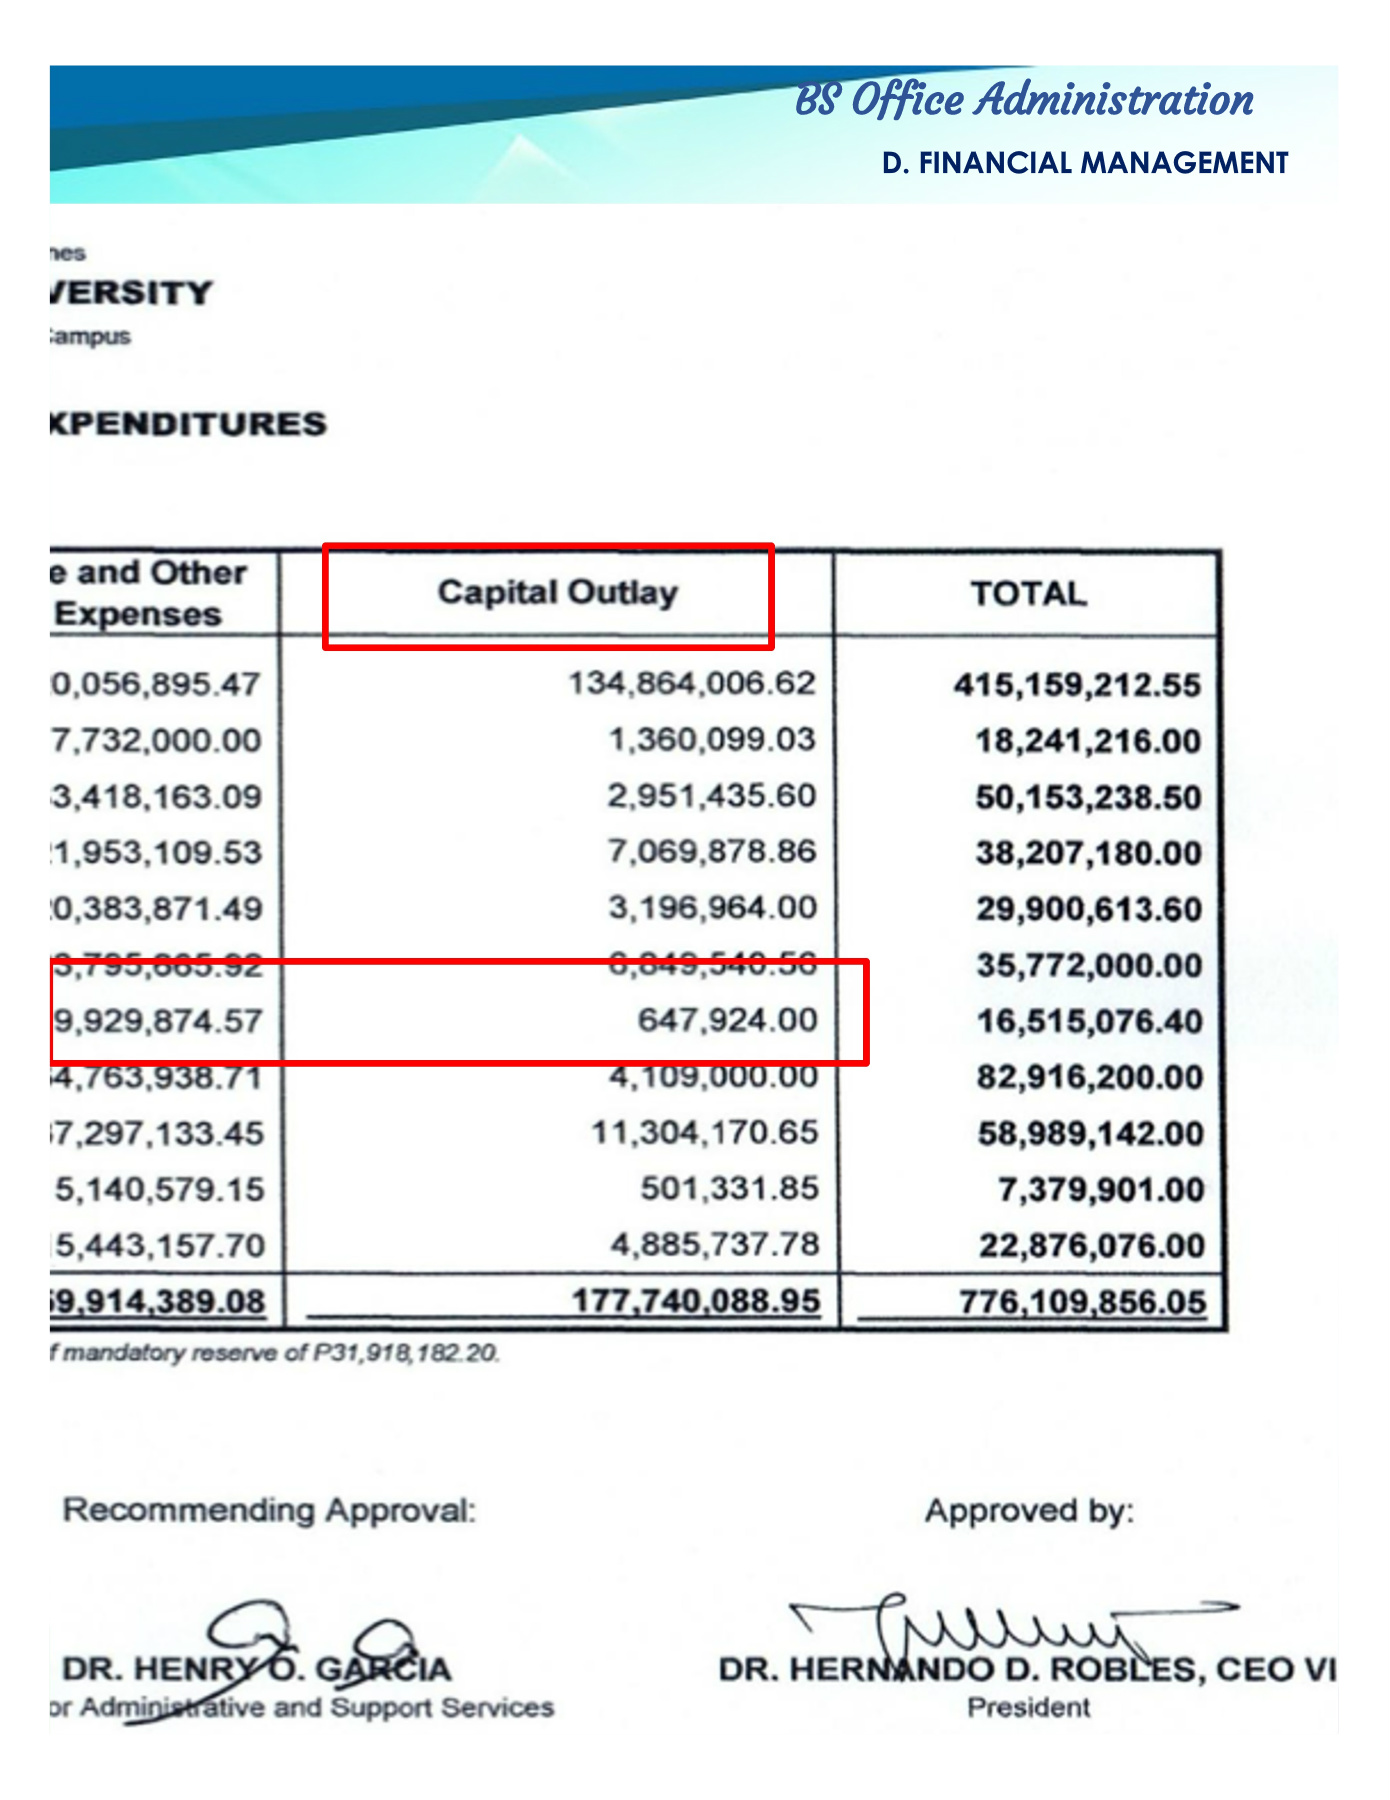 BS Office Administration
D. FINANCIAL MANAGEMENT
nes
VERSITY
Campus
XPENDITURES
e and Other Expenses Capital Outlay TOTAL
0,056,895.47 134,864,006.62 415,159,212.55
7,732,000.00 1,360,099.03 18,241,216.00
3,418,163.09 2,951,435.60 50,153,238.50
1,953,109.53 7,069,878.86 38,207,180.00
0,383,871.49 3,196,964.00 29,900,613.60
3,795,665.92 6,849,540.56 35,772,000.00
9,929,874.57 647,924.00 16,515,076.40
4,763,938.71 4,109,000.00 82,916,200.00
7,297,133.45 11,304,170.65 58,989,142.00
5,140,579.15 501,331.85 7,379,901.00
5,443,157.70 4,885,737.78 22,876,076.00
9,914,389.08 177,740,088.95 776,109,856.05
f mandatory reserve of P31,918,182.20.
Recommending Approval: Approved by:
DR. HENRY O. GARCIA DR. HERNANDO D. ROBLES, CEO VI
or Administrative and Support Services President